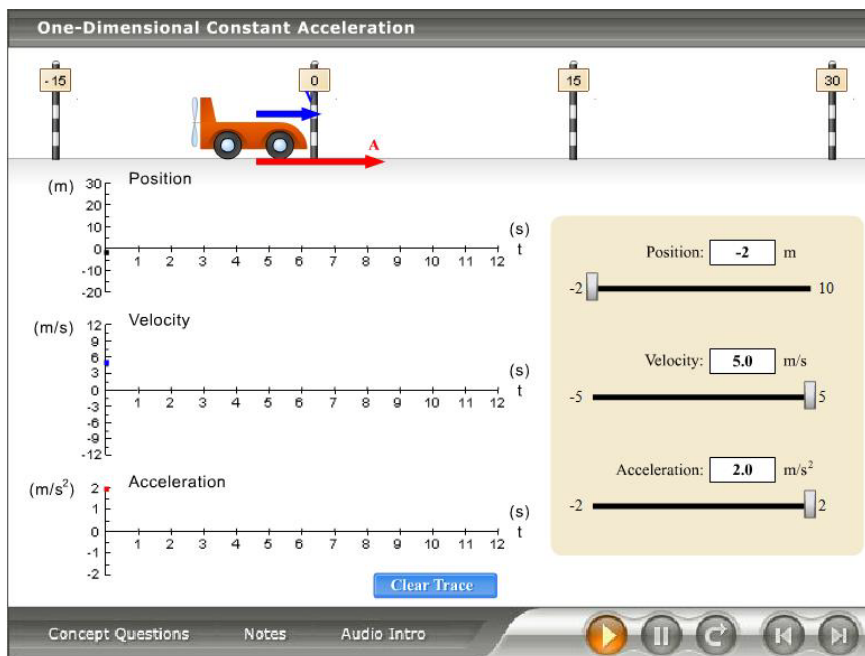 One-Dimensional Constant Acceleration
-15 0 15 30
A
(m) Position
30
20
10
0
-10
-20
1 2 3 4 5 6 7 8 9 10 11 12
(s)
t
(m/s) Velocity
12
9
6
3
0
-3
-6
-9
-12
1 2 3 4 5 6 7 8 9 10 11 12
(s)
t
(m/s²) Acceleration
2
1
0
-1
-2
1 2 3 4 5 6 7 8 9 10 11 12
(s)
t
Position: -2 m
-2 10
Velocity: 5.0 m/s
-5 5
Acceleration: 2.0 m/s²
-2 2
Clear Trace
Concept Questions Notes Audio Intro